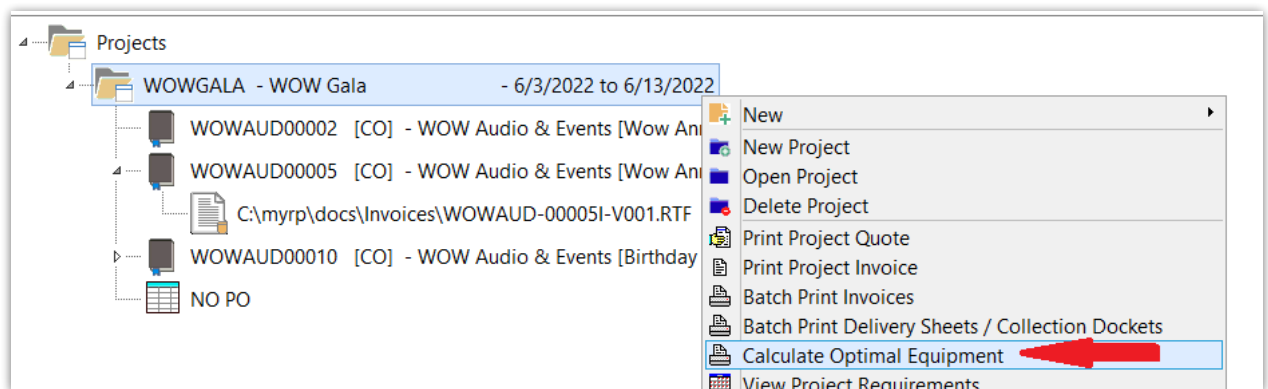 Projects
WOWGALA - WOW Gala - 6/3/2022 to 6/13/2022
WOWAUD00002 [CO] - WOW Audio & Events [Wow An
WOWAUD00005 [CO] - WOW Audio & Events [Wow An
C:\myrp\docs\Invoices\WOWAUD-00005I-V001.RTF
WOWAUD00010 [CO] - WOW Audio & Events [Birthday
NO PO
New
New Project
Open Project
Delete Project
Print Project Quote
Print Project Invoice
Batch Print Invoices
Batch Print Delivery Sheets / Collection Dockets
Calculate Optimal Equipment
View Project Requirements